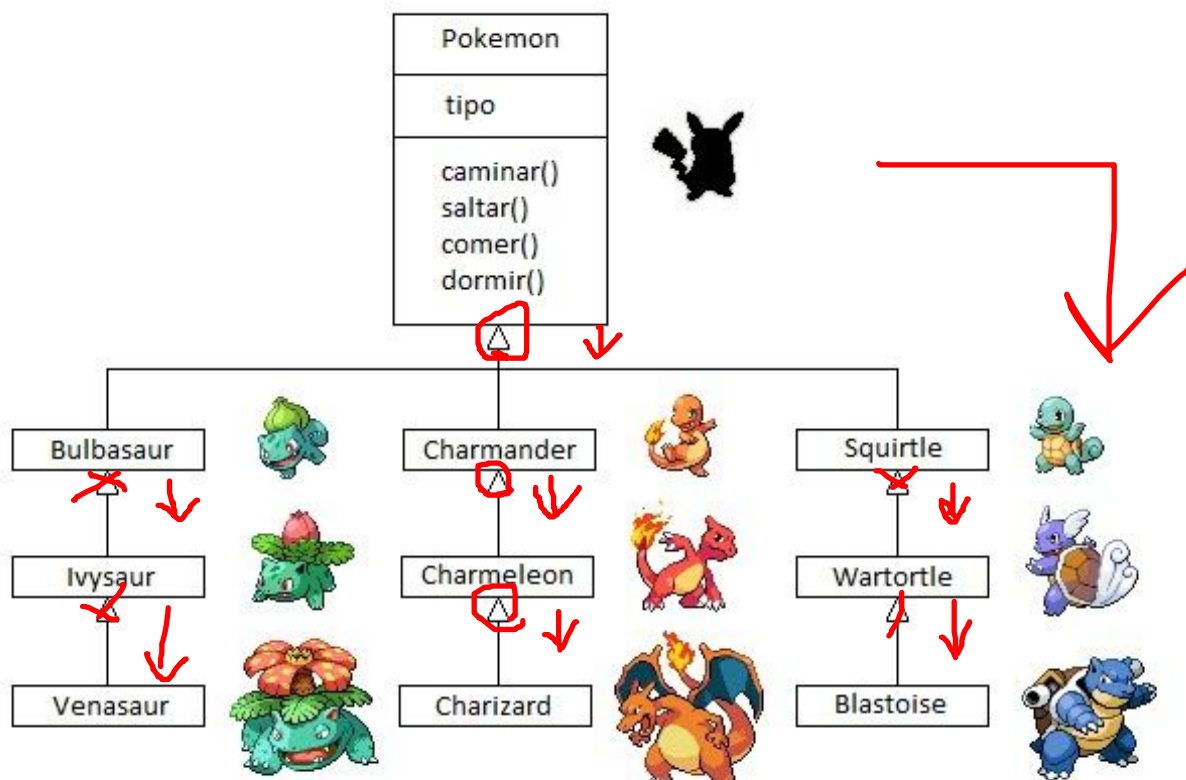 Pokemon
tipo
caminar()
saltar()
comer()
dormir()
Bulbasaur
Charmander
Squirtle
Ivysaur
Charmeleon
Wartortle
Venasaur
Charizard
Blastoise